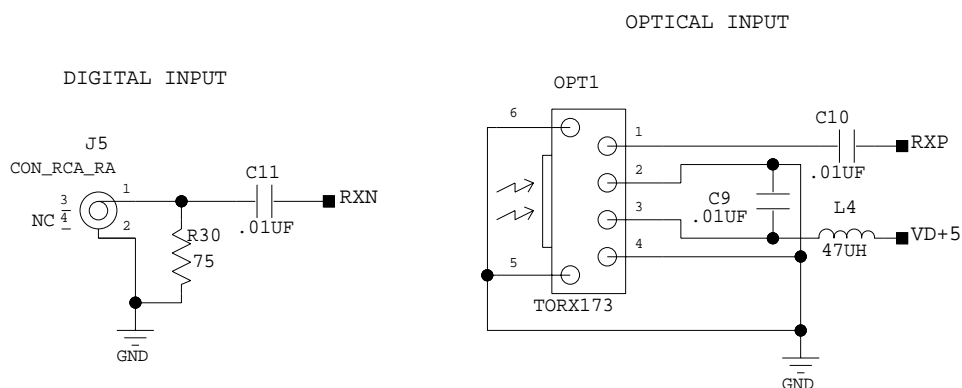 OPTICAL INPUT
DIGITAL INPUT
OPT1
6
1
C10
RXP
.01UF
J5
CON_RCA_RA
3
4
NC
1
2
C11
RXN
.01UF
R30
75
GND
2
C9
.01UF
3
L4
VD+5
47UH
4
5
TORX173
GND